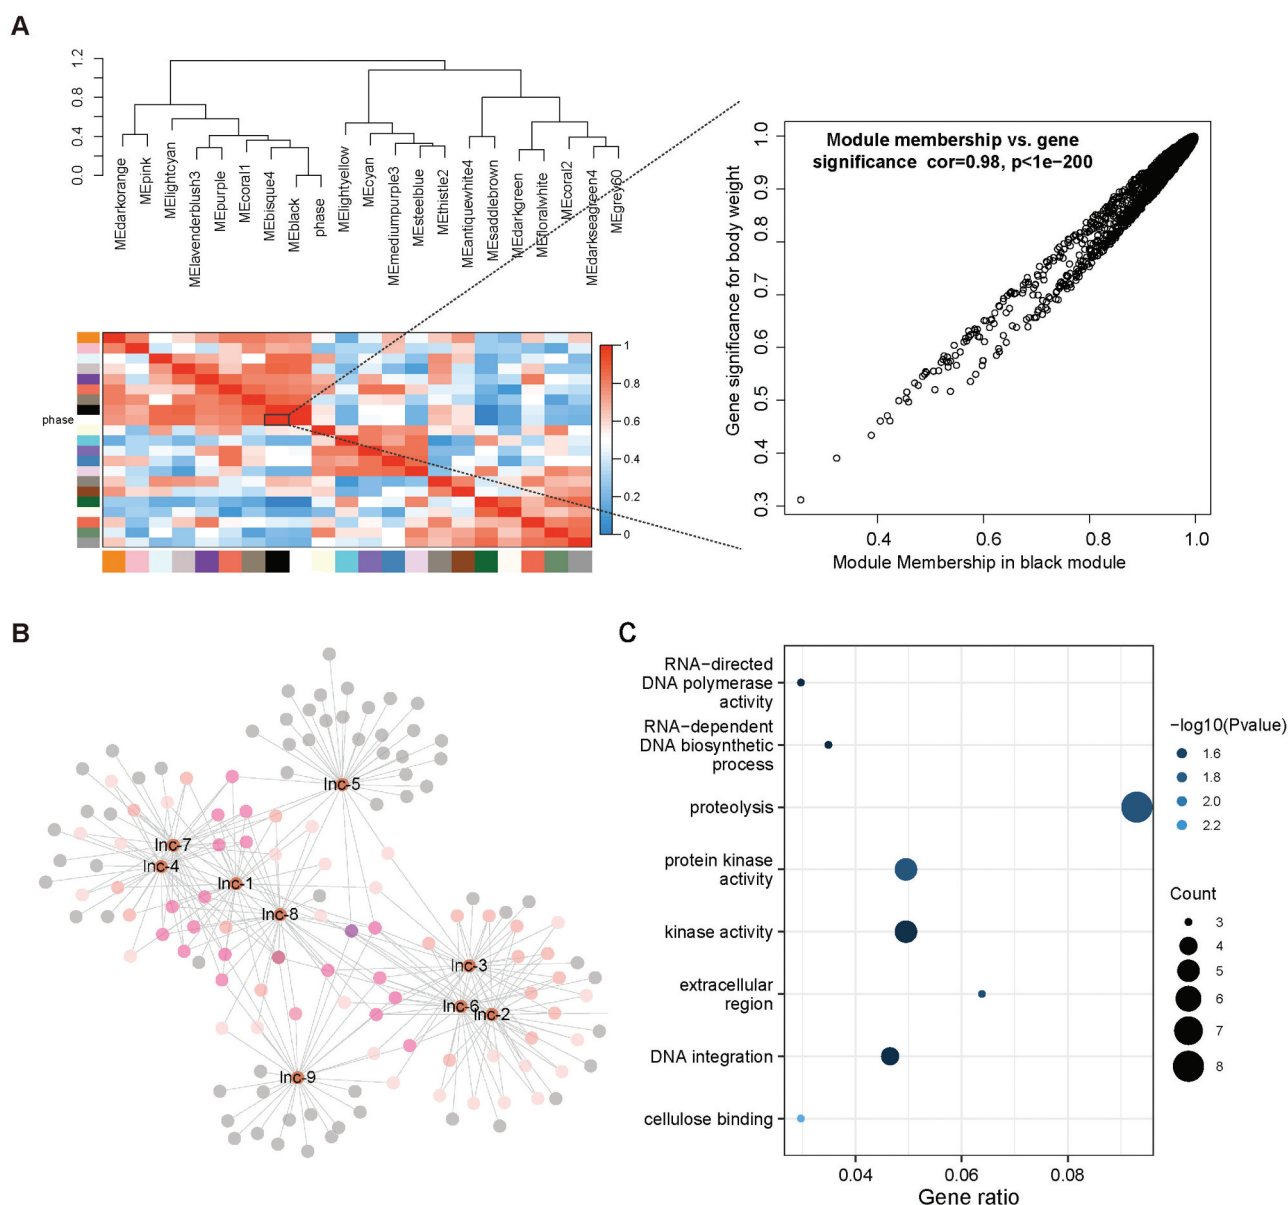 A
1.2
0.8
0.4
0.0
MEdarkorange
MEpink
MElightcyan
MElavenderblush3
MEpurple
MEcoral1
MEbisque4
MEblack
phase
MElightyellow
MEcyan
MEmediumpurple3
MEsteelblue
MEthistle2
MEantiquewhite4
MEsaddlebrown
MEdarkgreen
MEfloralwhite
MEcoral2
MEdarkseagreen4
MEgrey60
phase
1
0.8
0.6
0.4
0.2
0
Module membership vs. gene
significance cor=0.98, p<1e−200
Gene significance for body weight
1.0
0.9
0.8
0.7
0.6
0.5
0.4
0.3
0.4
0.6
0.8
1.0
Module Membership in black module
B
lnc-5
lnc-7
lnc-4
lnc-1
lnc-8
lnc-3
lnc-6
lnc-2
lnc-9
C
RNA−directed
DNA polymerase
activity
RNA−dependent
DNA biosynthetic
process
proteolysis
protein kinase
activity
kinase activity
extracellular
region
DNA integration
cellulose binding
0.04
0.06
0.08
Gene ratio
−log10(Pvalue)
1.6
1.8
2.0
2.2
Count
3
4
5
6
7
8